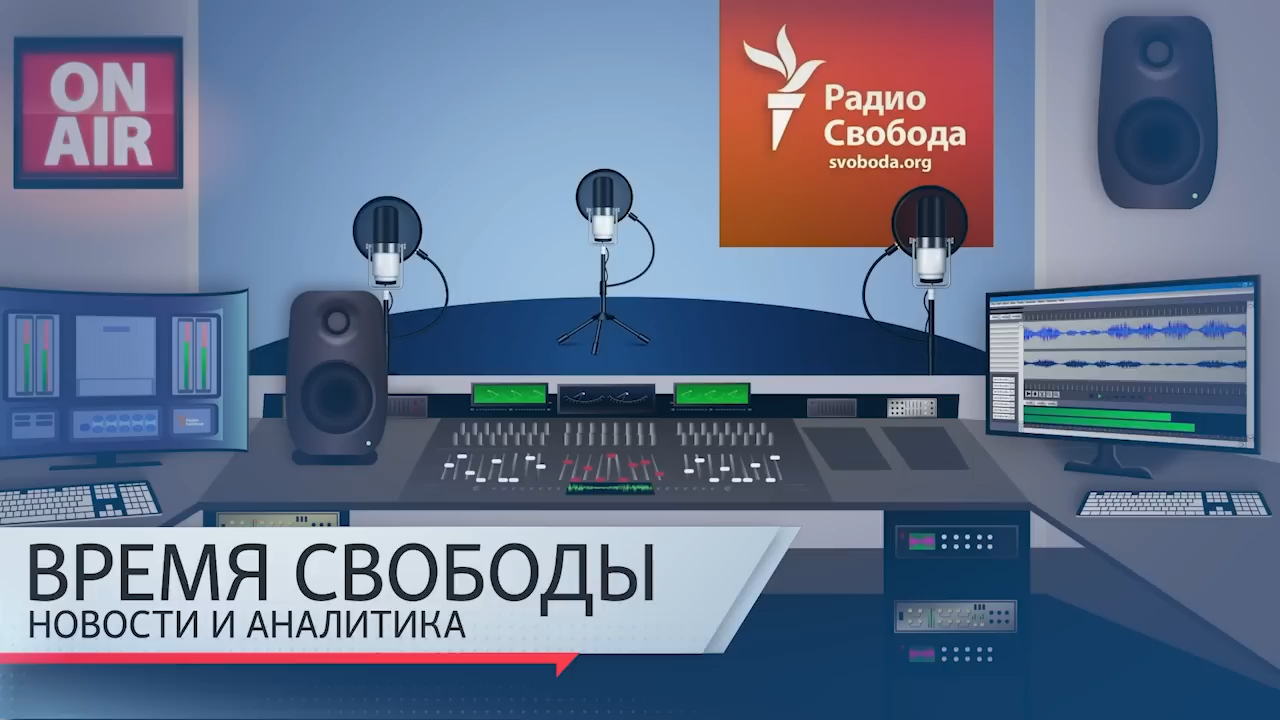 ON
AIR
Радио
Свобода
svoboda.org
ВРЕМЯ СВОБОДЫ
НОВОСТИ И АНАЛИТИКА